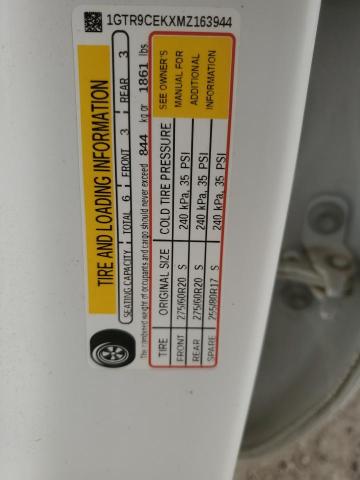 1GTR9CEKXMZ163944
TIRE AND LOADING INFORMATION
SEATING CAPACITY TOTAL 6 FRONT 3 REAR 3
The combined weight of occupants and cargo should never exceed 844 kg or 1861 lbs
TIRE ORIGINAL SIZE COLD TIRE PRESSURE SEE OWNER'S
FRONT 275/60R20 S 240 kPa, 35 PSI MANUAL FOR
REAR 275/60R20 S 240 kPa, 35 PSI ADDITIONAL
SPARE 255/80R17 S 240 kPa, 35 PSI INFORMATION